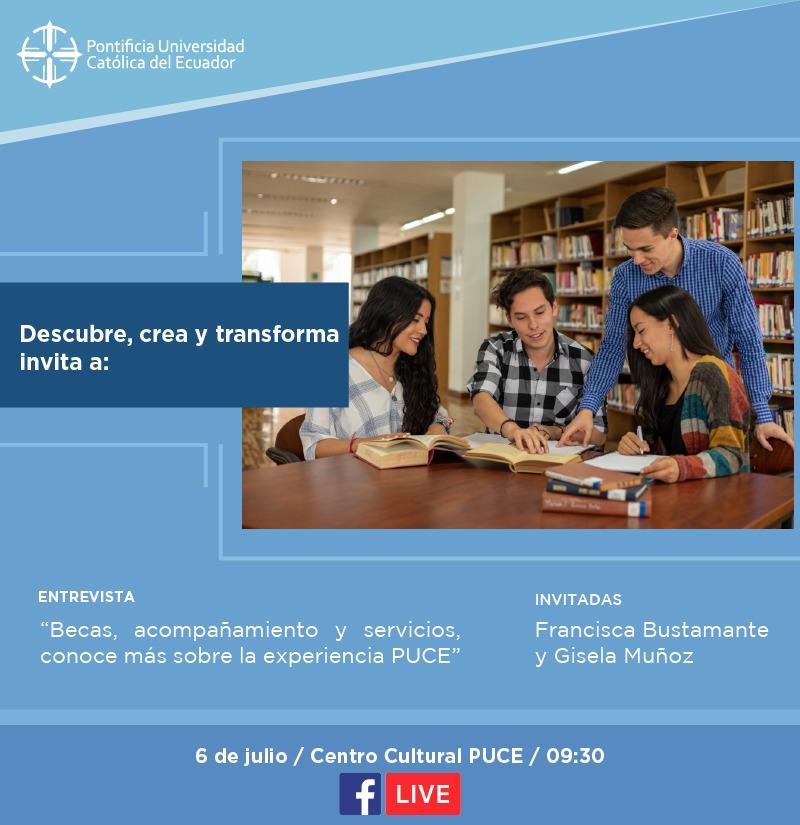 Pontificia Universidad
Católica del Ecuador
Descubre, crea y transforma
invita a:
ENTREVISTA
“Becas, acompañamiento y servicios,
conoce más sobre la experiencia PUCE”
INVITADAS
Francisca Bustamante
y Gisela Muñoz
6 de julio / Centro Cultural PUCE / 09:30
f LIVE